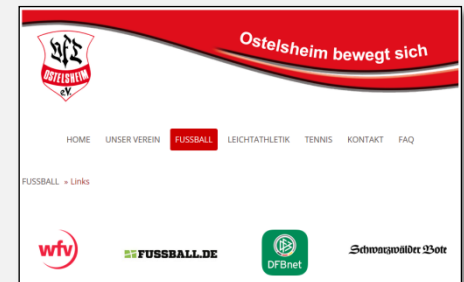 VfL
OSTELSHEIM
e.V.
Ostelsheim bewegt sich
HOME UNSER VEREIN FUSSBALL LEICHTATHLETIK TENNIS KONTAKT FAQ
FUSSBALL » Links
wfv
FUSSBALL.DE
DFBnet
Schwarzwälder Bote